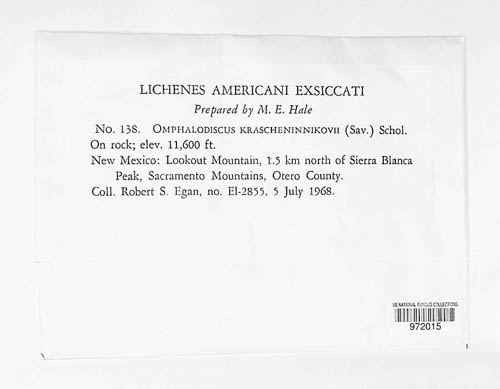 LICHENES AMERICANI EXSICCATI
Prepared by M. E. Hale
No. 138. OMPHALODISCUS KRASCHENINNIKOVII (Sav.) Schol.
On rock; elev. 11,600 ft.
New Mexico: Lookout Mountain, 1.5 km north of Sierra Blanca
Peak, Sacramento Mountains, Otero County.
Coll. Robert S. Egan, no. El-2855, 5 July 1968.
US NATIONAL FUNGUS COLLECTIONS
972015